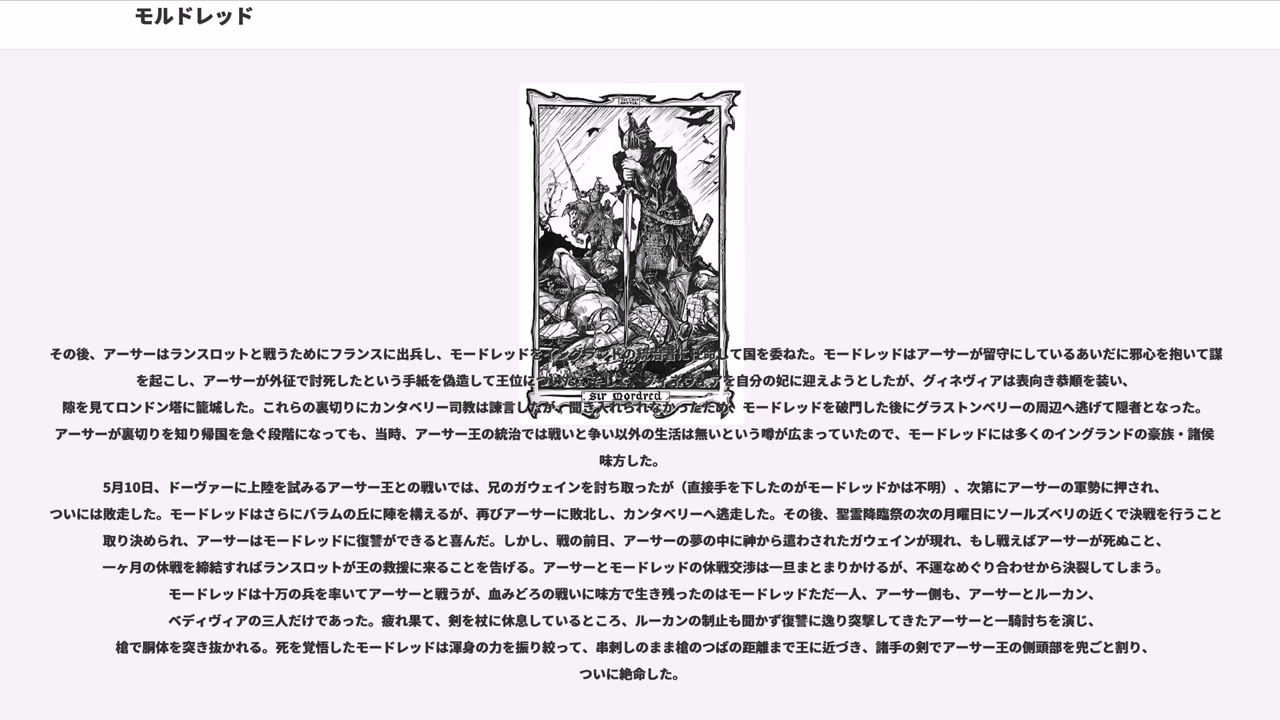 モルドレッド
THE LAST
BATTLE
その後、アーサーはランスロットと戦うためにフランスに出兵し、モードレッドをイングランドの統治者に任命して国を委ねた。モードレッドはアーサーが留守にしているあいだに邪心を抱いて謀
を起こし、アーサーが外征で討死したという手紙を偽造して王位に を自分の妃に迎えようとしたが、グィネヴィアは表向き恭順を装い、
Sir Mordred
隙を見てロンドン塔に籠城した。これらの裏切りにカンタベリー司教は諫言したが、聞き入れられなかったため、モードレッドを破門した後にグラストンベリーの周辺へ逃げて隠者となった。
アーサーが裏切りを知り帰国を急ぐ段階になっても、当時、アーサー王の統治では戦いと争い以外の生活は無いという噂が広まっていたので、モードレッドには多くのイングランドの豪族・諸侯
味方した。
5月10日、ドーヴァーに上陸を試みるアーサー王との戦いでは、兄のガウェインを討ち取ったが（直接手を下したのがモードレッドかは不明）、次第にアーサーの軍勢に押され、
ついには敗走した。モードレッドはさらにバラムの丘に陣を構えるが、再びアーサーに敗北し、カンタベリーへ逃走した。その後、聖霊降臨祭の次の月曜日にソールズベリの近くで決戦を行うこと
取り決められ、アーサーはモードレッドに復讐ができると喜んだ。しかし、戦の前日、アーサーの夢の中に神から遣わされたガウェインが現れ、もし戦えばアーサーが死ぬこと、
一ヶ月の休戦を締結すればランスロットが王の救援に来ることを告げる。アーサーとモードレッドの休戦交渉は一旦まとまりかけるが、不運なめぐり合わせから決裂してしまう。
モードレッドは十万の兵を率いてアーサーと戦うが、血みどろの戦いに味方で生き残ったのはモードレッドただ一人、アーサー側も、アーサーとルーカン、
ベディヴィアの三人だけであった。疲れ果て、剣を杖に休息しているところ、ルーカンの制止も聞かず復讐に逸り突撃してきたアーサーと一騎討ちを演じ、
槍で胴体を突き抜かれる。死を覚悟したモードレッドは渾身の力を振り絞って、串刺しのまま槍のつばの距離まで王に近づき、諸手の剣でアーサー王の側頭部を兜ごと割り、
ついに絶命した。